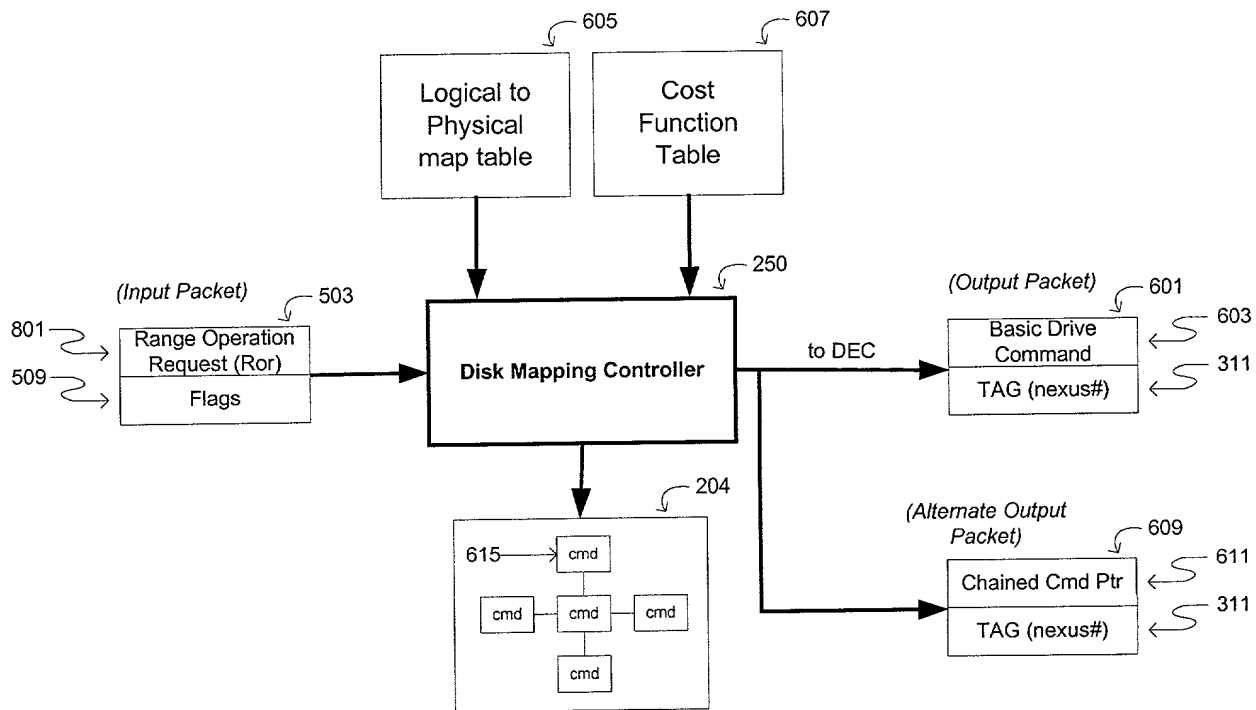 605
607
Logical to
Physical
map table
Cost
Function
Table
250
(Input Packet)
503
801
Range Operation
Request (Ror)
509
Flags
Disk Mapping Controller
to DEC
(Output Packet)
601
603
Basic Drive
Command
311
TAG (nexus#)
204
615
cmd
cmd
cmd
cmd
cmd
(Alternate Output
Packet)
609
611
Chained Cmd Ptr
311
TAG (nexus#)